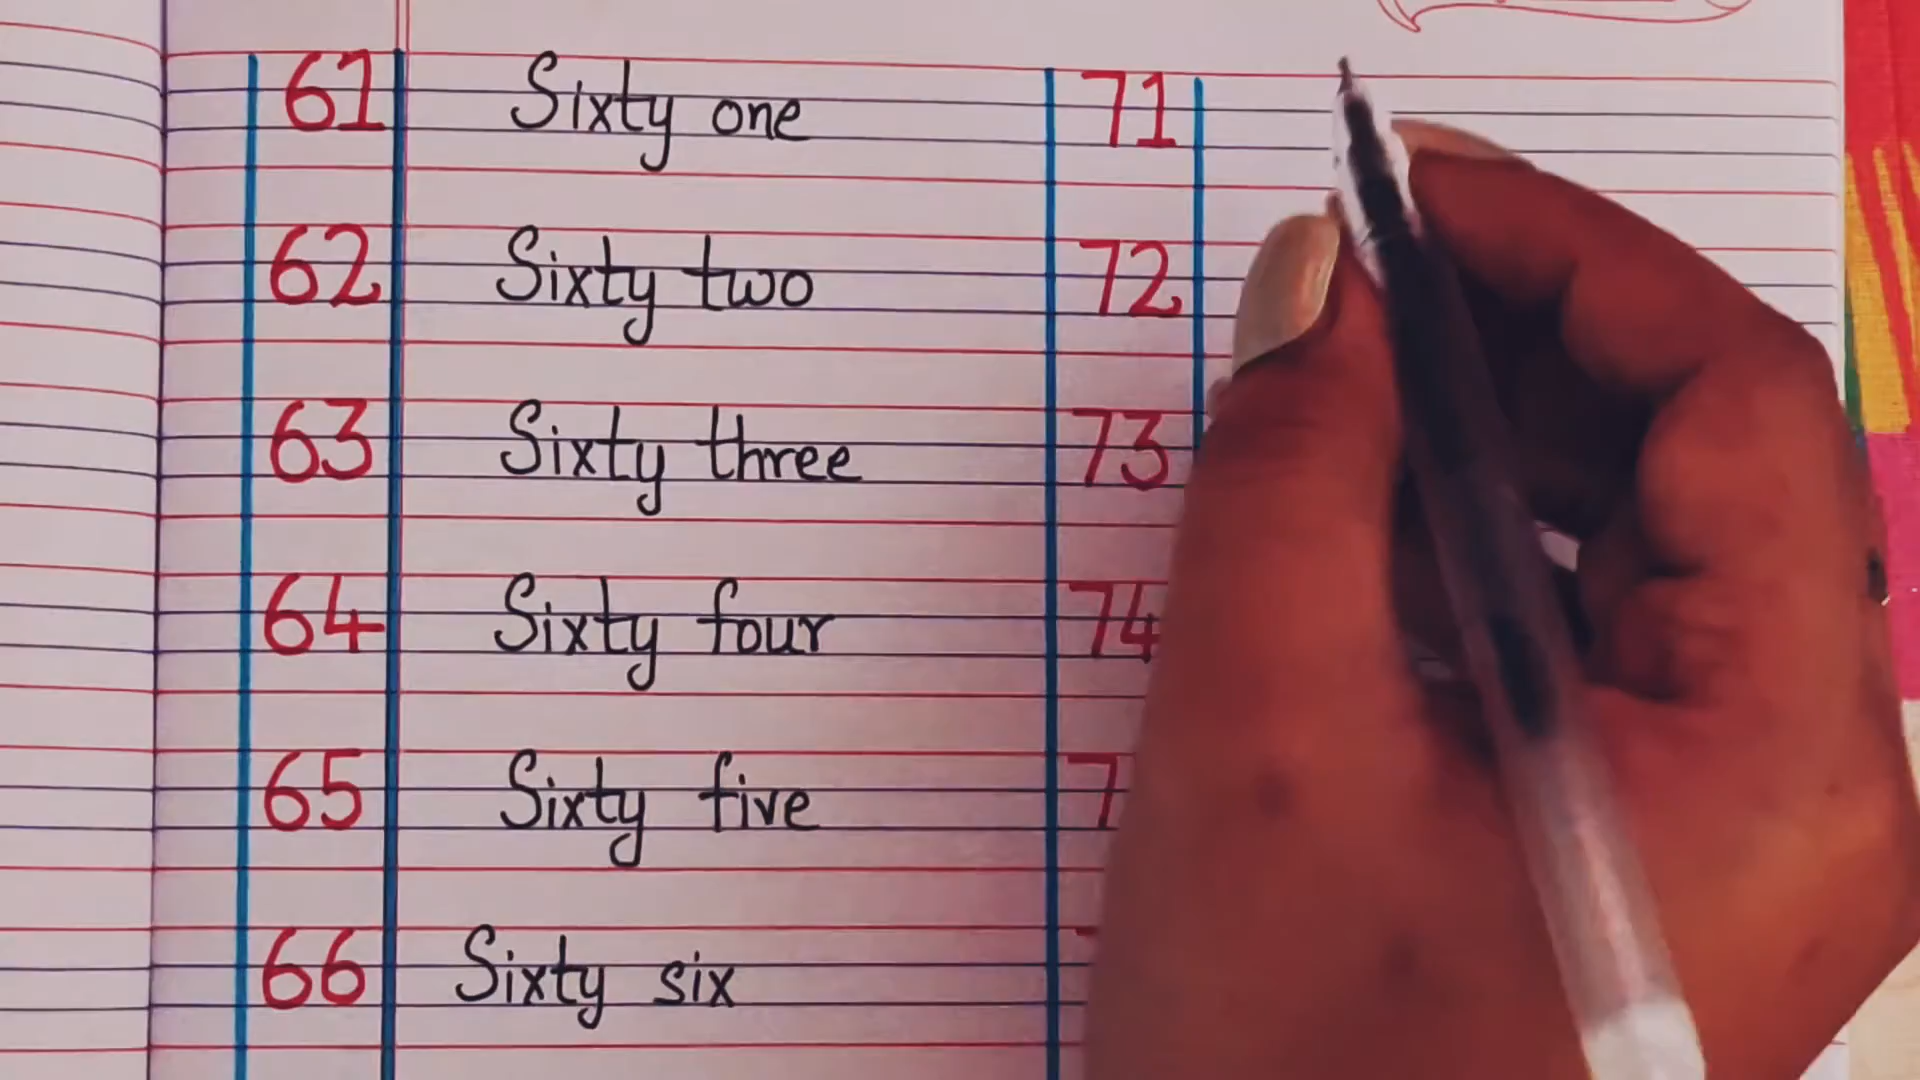 61 Sixty one 71
62 Sixty two 72
63 Sixty three 73
64 Sixty four 74
65 Sixty five 7
66 Sixty six